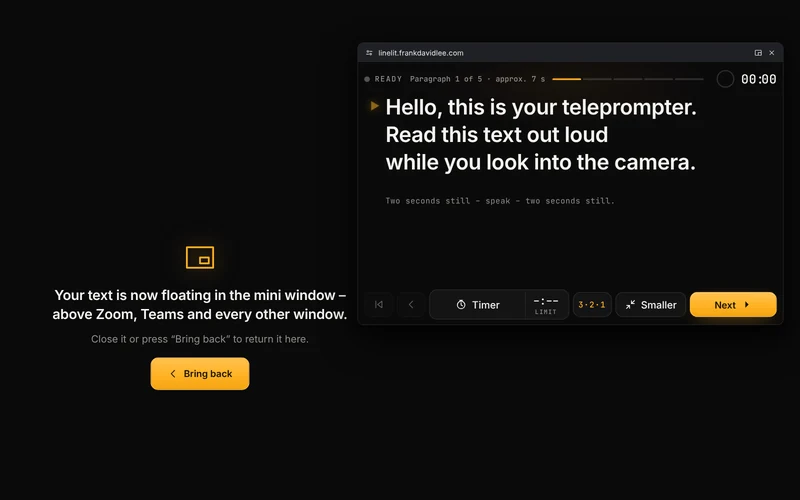 linelit.frankdavidlee.com
READY Paragraph 1 of 5 · approx. 7 s 00:00
Hello, this is your teleprompter.
Read this text out loud
while you look into the camera.
Two seconds still – speak – two seconds still.
Timer -:-- LIMIT 3·2·1 Smaller Next
Your text is now floating in the mini window –
above Zoom, Teams and every other window.
Close it or press “Bring back” to return it here.
Bring back